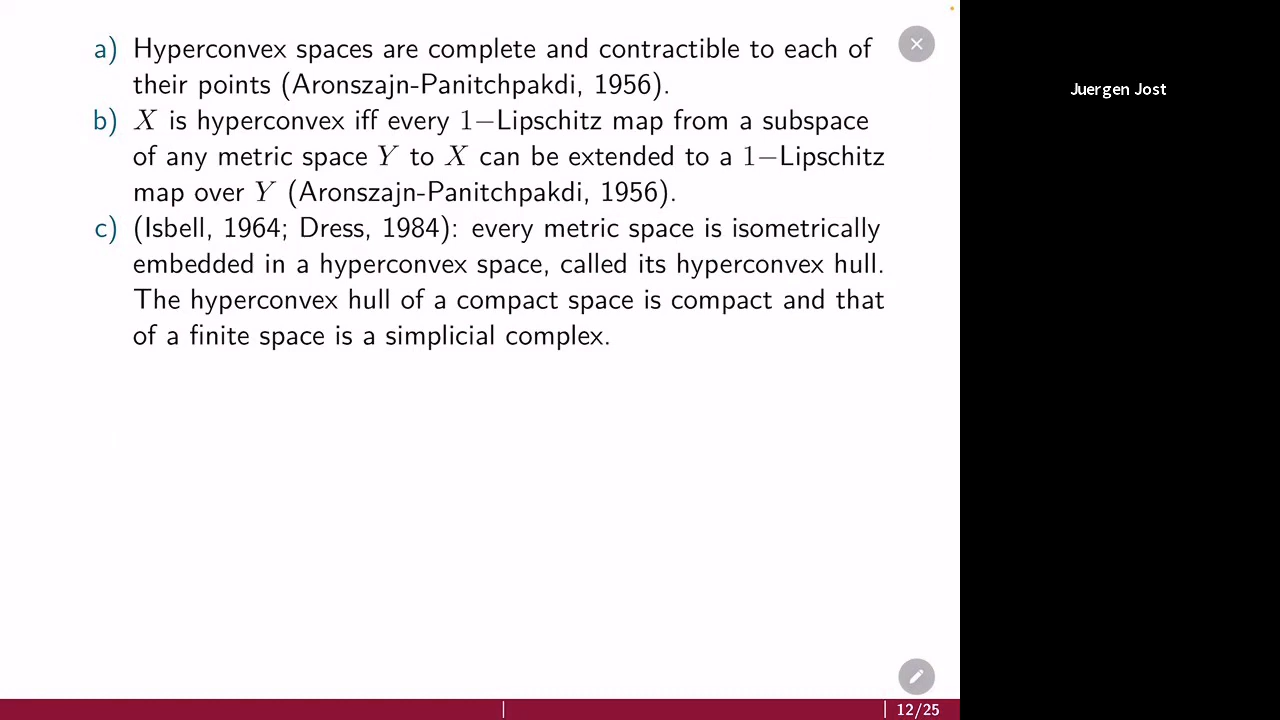 a) Hyperconvex spaces are complete and contractible to each of
their points (Aronszajn-Panitchpakdi, 1956).
b) X is hyperconvex iff every 1−Lipschitz map from a subspace
of any metric space Y to X can be extended to a 1−Lipschitz
map over Y (Aronszajn-Panitchpakdi, 1956).
c) (Isbell, 1964; Dress, 1984): every metric space is isometrically
embedded in a hyperconvex space, called its hyperconvex hull.
The hyperconvex hull of a compact space is compact and that
of a finite space is a simplicial complex.
12/25
Juergen Jost